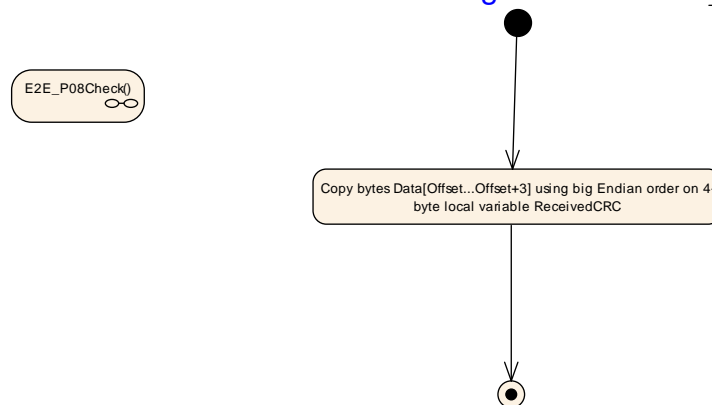 E2E_P08Check()
Copy bytes Data[Offset...Offset+3] using big Endian order on 4-
byte local variable ReceivedCRC